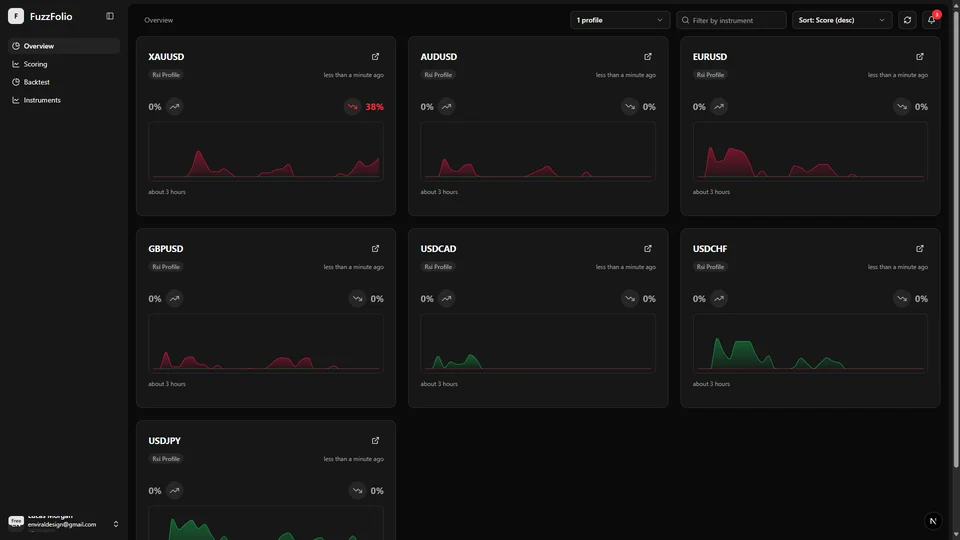 F FuzzFolio
Overview
Scoring
Backtest
Instruments
Free
Lucas Morgan
enviraldesign@gmail.com
Overview
1 profile
Filter by instrument
Sort: Score (desc)
3
XAUUSD
Rsi Profile less than a minute ago
0% 38%
about 3 hours
AUDUSD
Rsi Profile less than a minute ago
0% 0%
about 3 hours
EURUSD
Rsi Profile less than a minute ago
0% 0%
about 3 hours
GBPUSD
Rsi Profile less than a minute ago
0% 0%
about 3 hours
USDCAD
Rsi Profile less than a minute ago
0% 0%
about 3 hours
USDCHF
Rsi Profile less than a minute ago
0% 0%
about 3 hours
USDJPY
Rsi Profile less than a minute ago
0% 0%
N